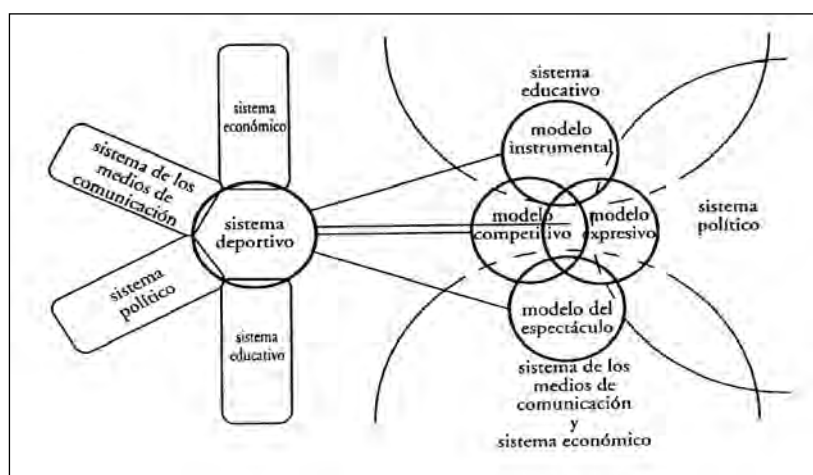 sistema
económico
sistema de los
medios de
comunicación
sistema
deportivo
sistema
político
sistema
educativo
sistema
educativo
modelo
instrumental
modelo
competitivo
modelo
expresivo
sistema
político
modelo del
espectáculo
sistema de los
medios de
comunicación
y
sistema económico